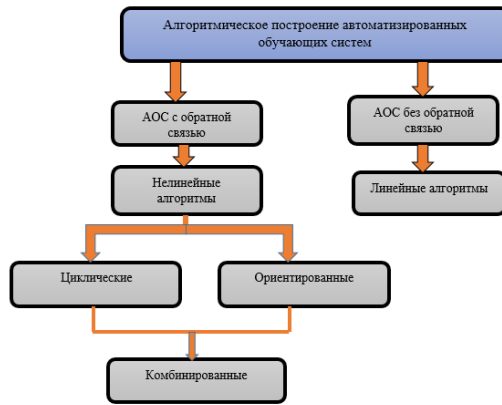 Алгоритмическое построение автоматизированных
обучающих систем
АОС с обратной
связью
АОС без обратной
связью
Нелинейные
алгоритмы
Линейные алгоритмы
Циклические
Ориентированные
Комбинированные